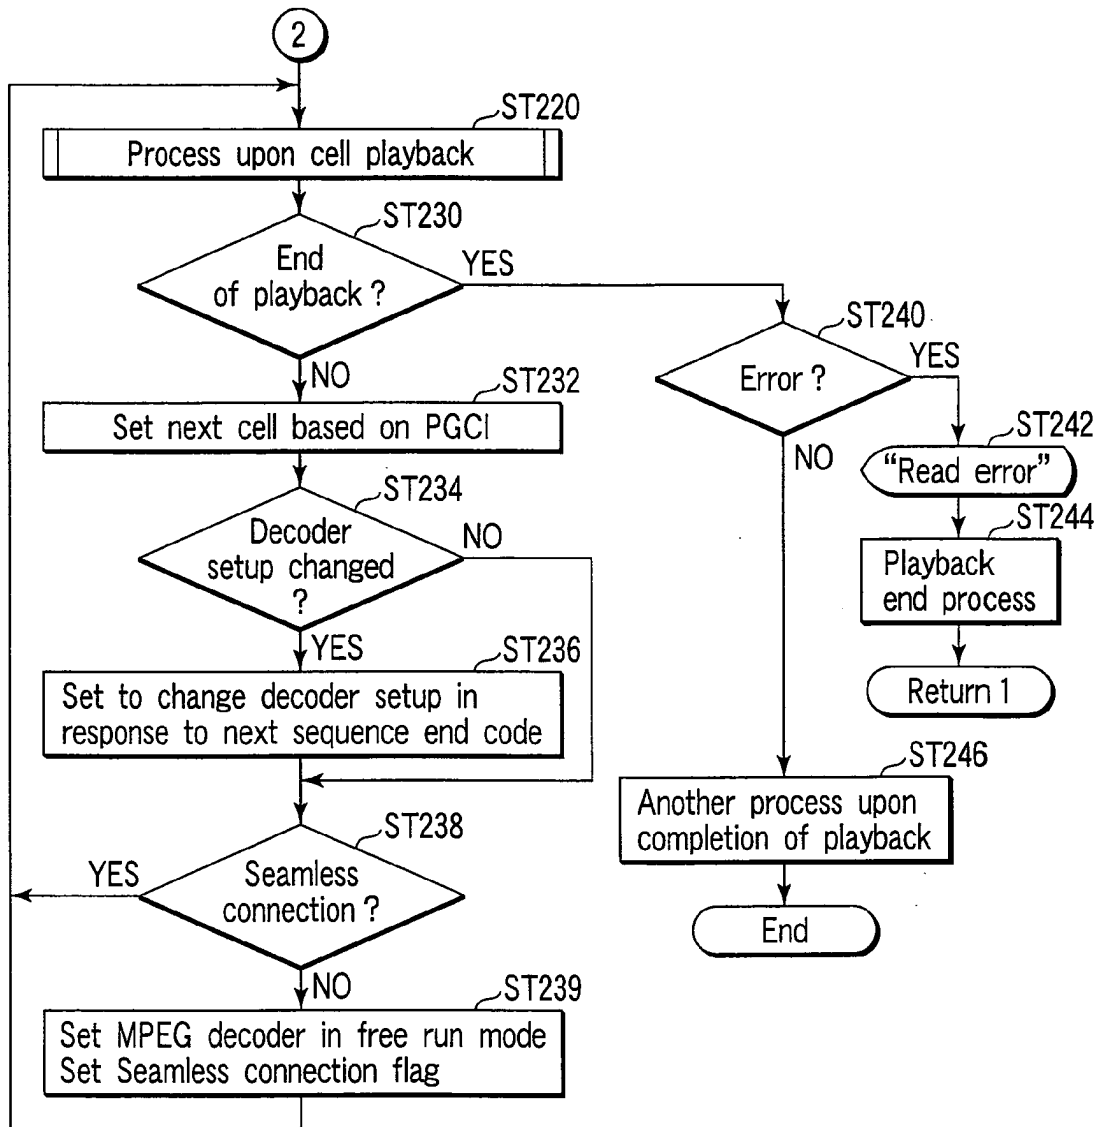 2
ST220
Process upon cell playback
ST230
End
of playback ?
YES
NO
ST232
Set next cell based on PGCI
ST234
Decoder
setup changed
?
NO
YES
ST236
Set to change decoder setup in
response to next sequence end code
ST238
YES
Seamless
connection ?
NO
ST239
Set MPEG decoder in free run mode
Set Seamless connection flag
ST240
Error ?
YES
NO
ST242
“Read error”
ST244
Playback
end process
Return 1
ST246
Another process upon
completion of playback
End